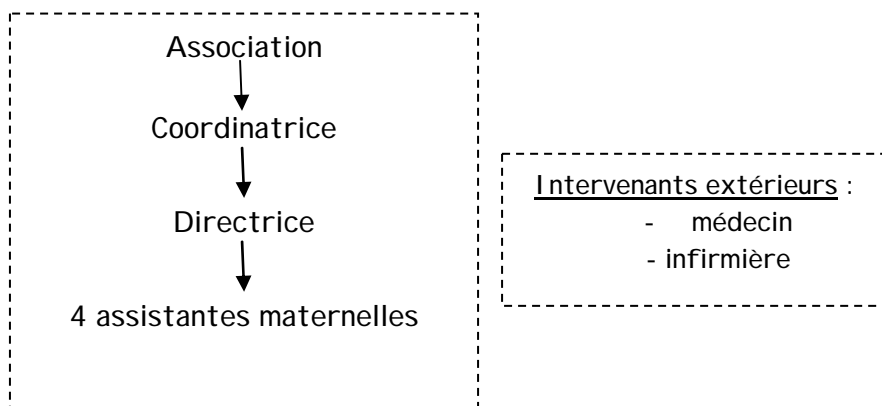 Association
Coordinatrice
Directrice
4 assistantes maternelles
Intervenants extérieurs :
- médecin
- infirmière